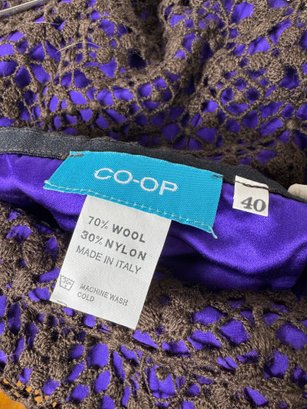 CO-OP
40
70% WOOL
30% NYLON
MADE IN ITALY
MACHINE WASH
COLD